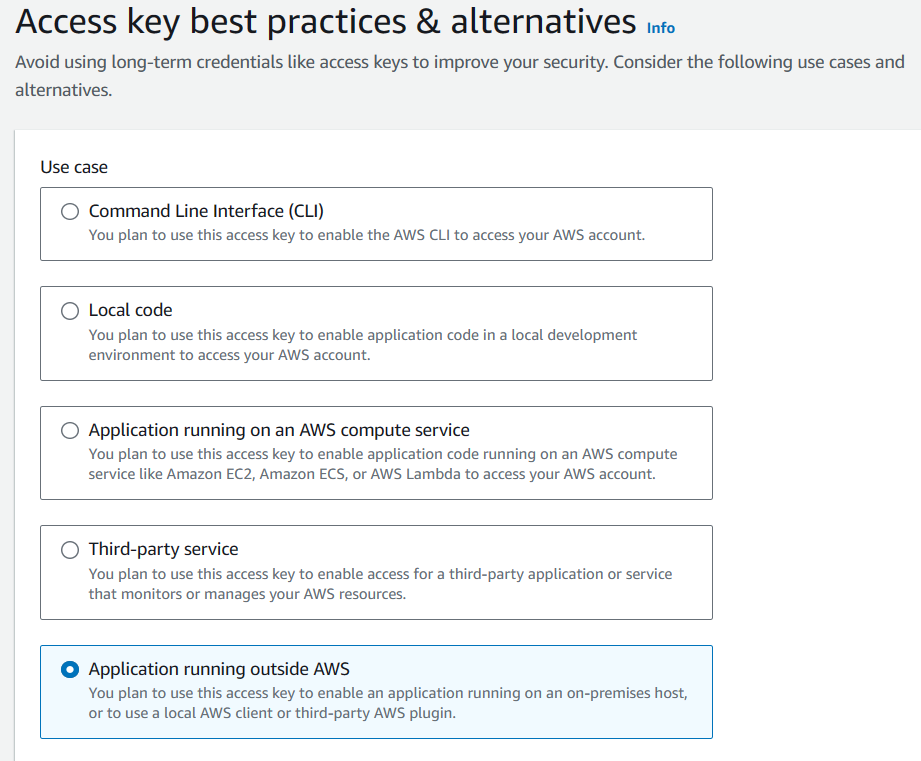 Access key best practices & alternatives Info
Avoid using long-term credentials like access keys to improve your security. Consider the following use cases and
alternatives.
Use case
Command Line Interface (CLI)
You plan to use this access key to enable the AWS CLI to access your AWS account.
Local code
You plan to use this access key to enable application code in a local development
environment to access your AWS account.
Application running on an AWS compute service
You plan to use this access key to enable application code running on an AWS compute
service like Amazon EC2, Amazon ECS, or AWS Lambda to access your AWS account.
Third-party service
You plan to use this access key to enable access for a third-party application or service
that monitors or manages your AWS resources.
Application running outside AWS
You plan to use this access key to enable an application running on an on-premises host,
or to use a local AWS client or third-party AWS plugin.